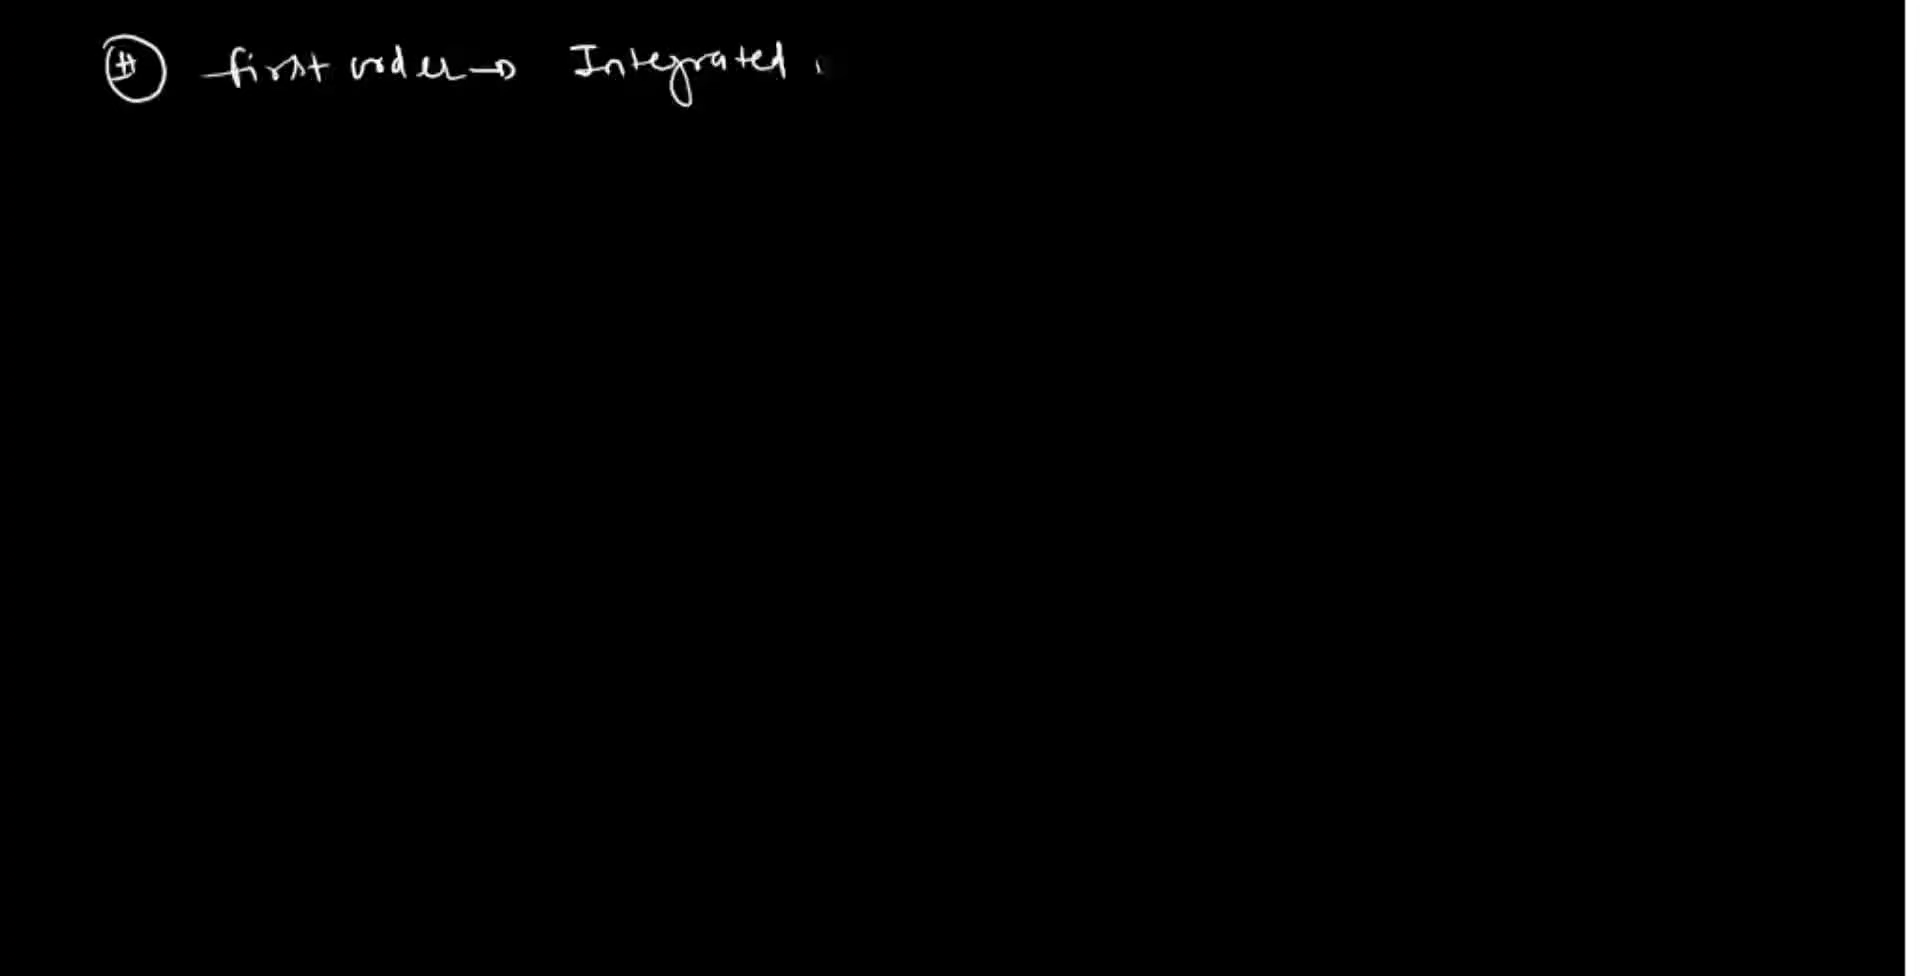 # first order → Integrated